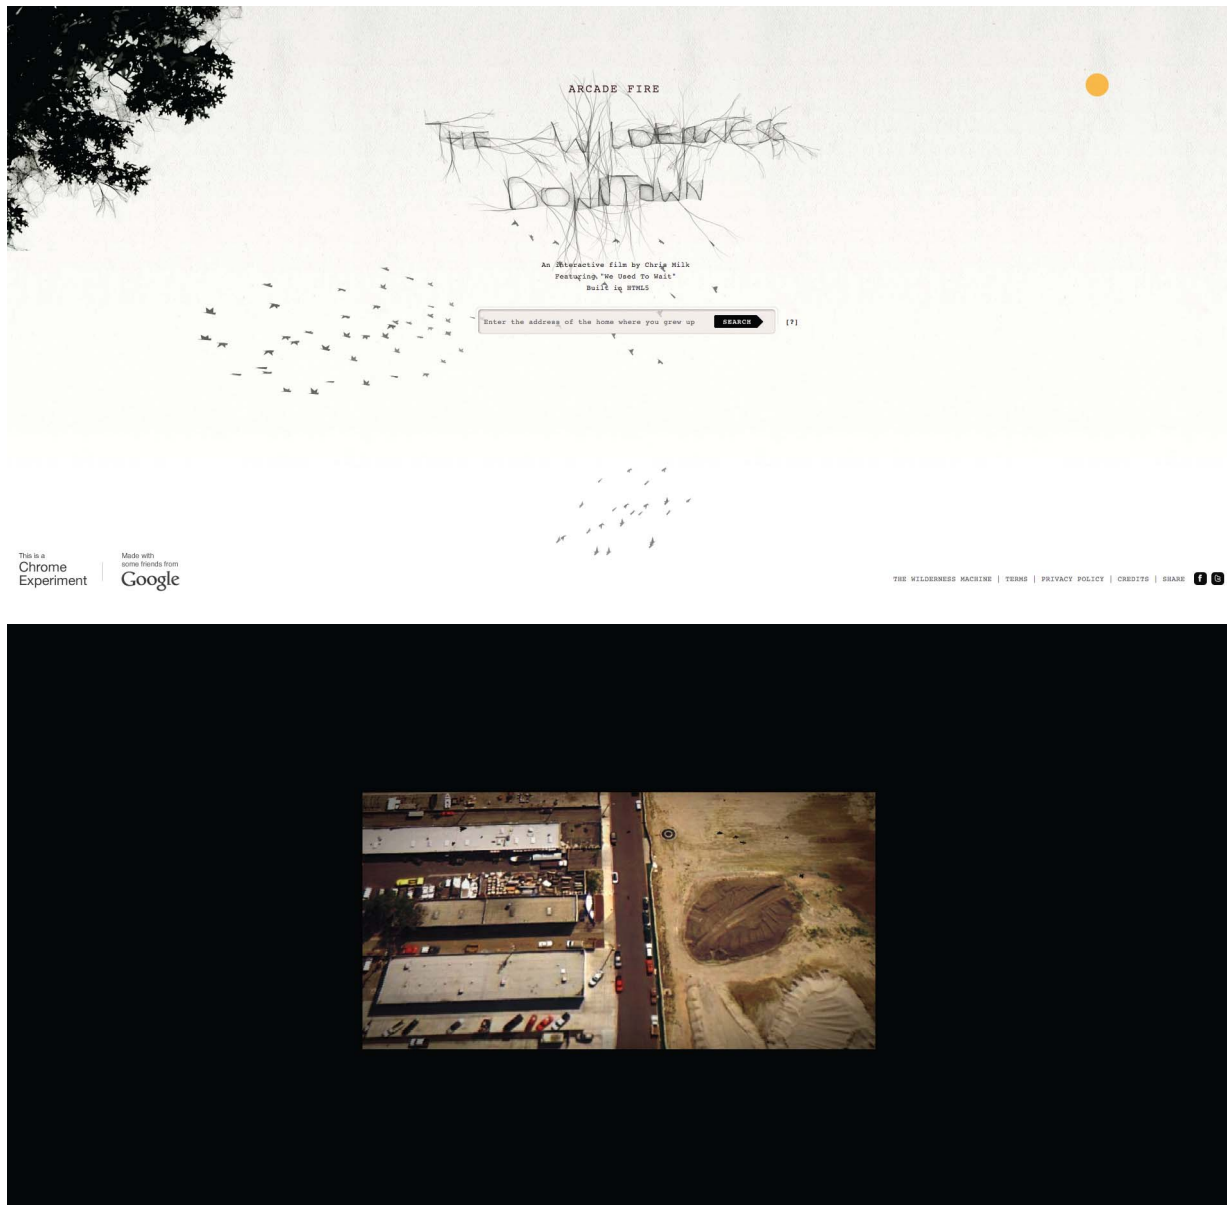 ARCADE FIRE
THE WILDERNESS
DOWNTOWN
An interactive film by Chris Milk
Featuring "We Used To Wait"
Built in HTML5
Enter the address of the home where you grew up SEARCH [?]
This is a
Chrome
Experiment
Made with
some friends from
Google
THE WILDERNESS MACHINE | TERMS | PRIVACY POLICY | CREDITS | SHARE